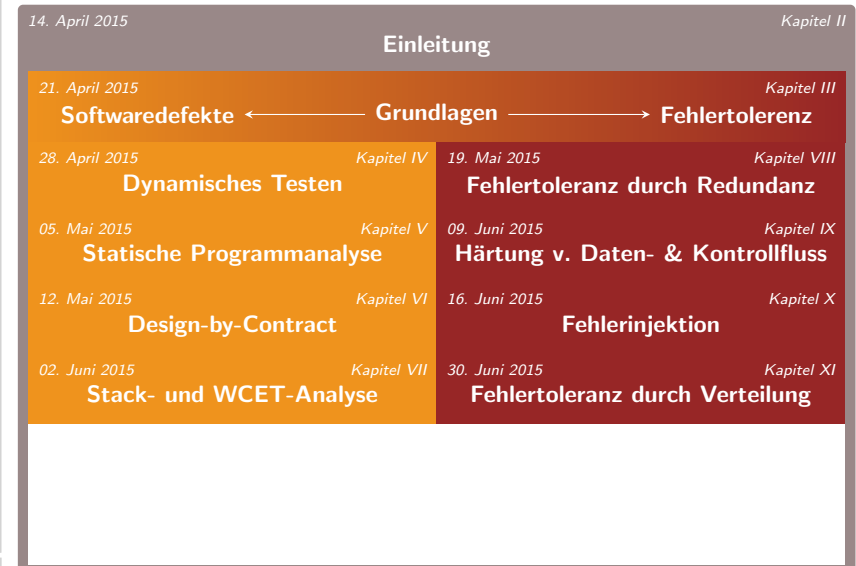 14. April 2015 Kapitel II
Einleitung
21. April 2015 Kapitel III
Softwaredefekte Grundlagen Fehlertolerenz
28. April 2015 Kapitel IV
Dynamisches Testen
05. Mai 2015 Kapitel V
Statische Programmanalyse
12. Mai 2015 Kapitel VI
Design-by-Contract
02. Juni 2015 Kapitel VII
Stack- und WCET-Analyse
19. Mai 2015 Kapitel VIII
Fehlertoleranz durch Redundanz
09. Juni 2015 Kapitel IX
Härtung v. Daten- & Kontrollfluss
16. Juni 2015 Kapitel X
Fehlerinjektion
30. Juni 2015 Kapitel XI
Fehlertoleranz durch Verteilung